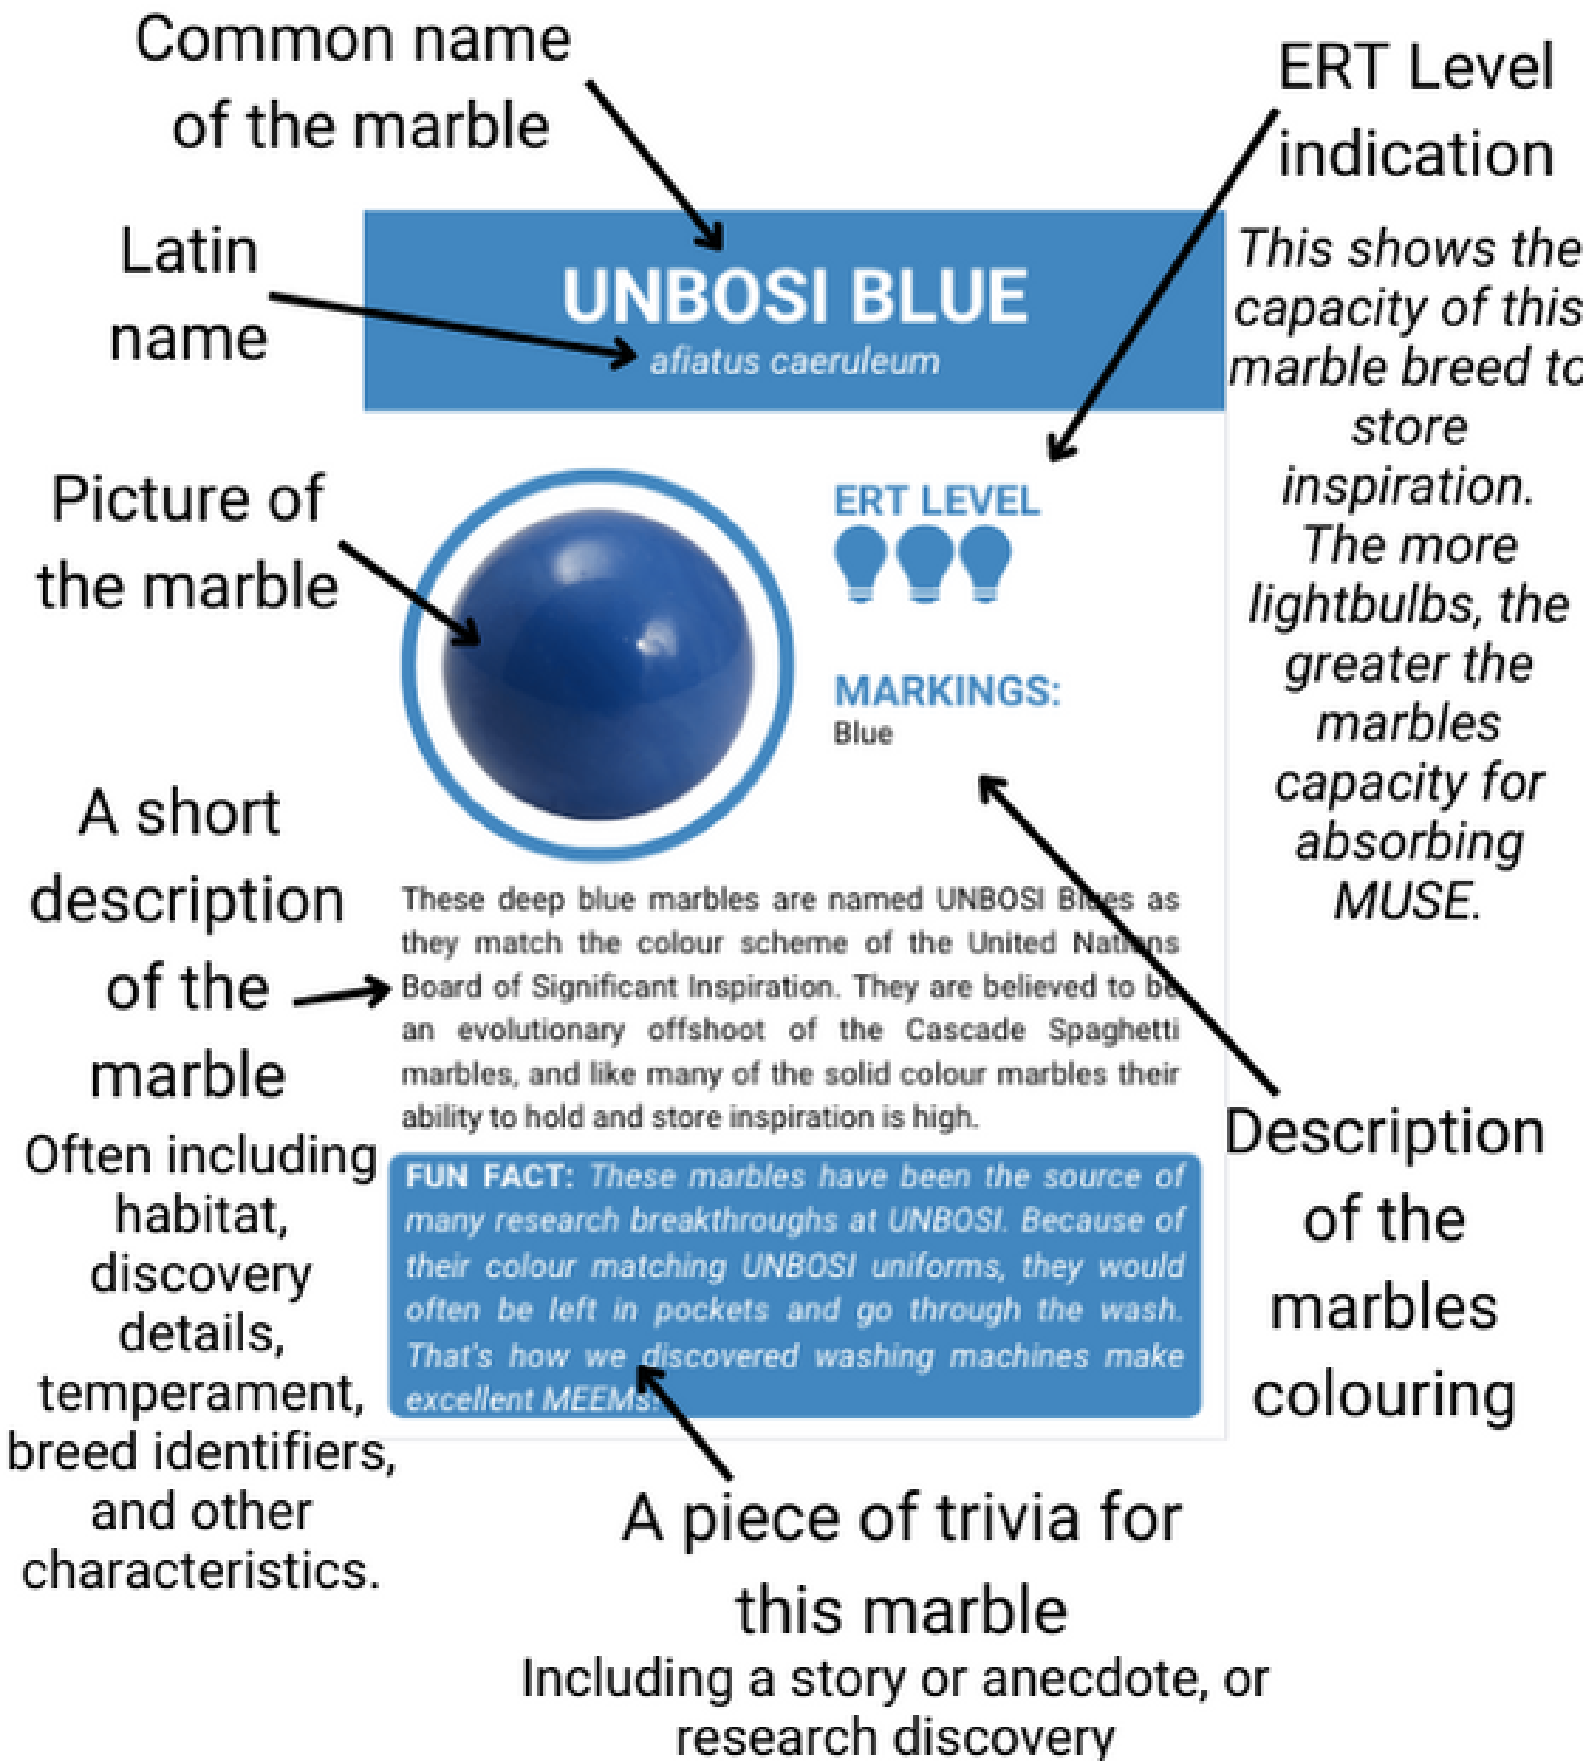 Common name
of the marble
ERT Level
indication
This shows the
capacity of this
marble breed to
store
inspiration.
The more
lightbulbs, the
greater the
marbles
capacity for
absorbing
MUSE.
Latin
name
UNBOSI BLUE
afiatus caeruleum
Picture of
the marble
ERT LEVEL
MARKINGS:
Blue
A short
description
of the
marble
Often including
habitat,
discovery
details,
temperament,
breed identifiers,
and other
characteristics.
These deep blue marbles are named UNBOSI Blues as
they match the colour scheme of the United Nations
Board of Significant Inspiration. They are believed to be
an evolutionary offshoot of the Cascade Spaghetti
marbles, and like many of the solid colour marbles their
ability to hold and store inspiration is high.
FUN FACT: These marbles have been the source of
many research breakthroughs at UNBOSI. Because of
their colour matching UNBOSI uniforms, they would
often be left in pockets and go through the wash.
That's how we discovered washing machines make
excellent MEEMs!
Description
of the
marbles
colouring
A piece of trivia for
this marble
Including a story or anecdote, or
research discovery